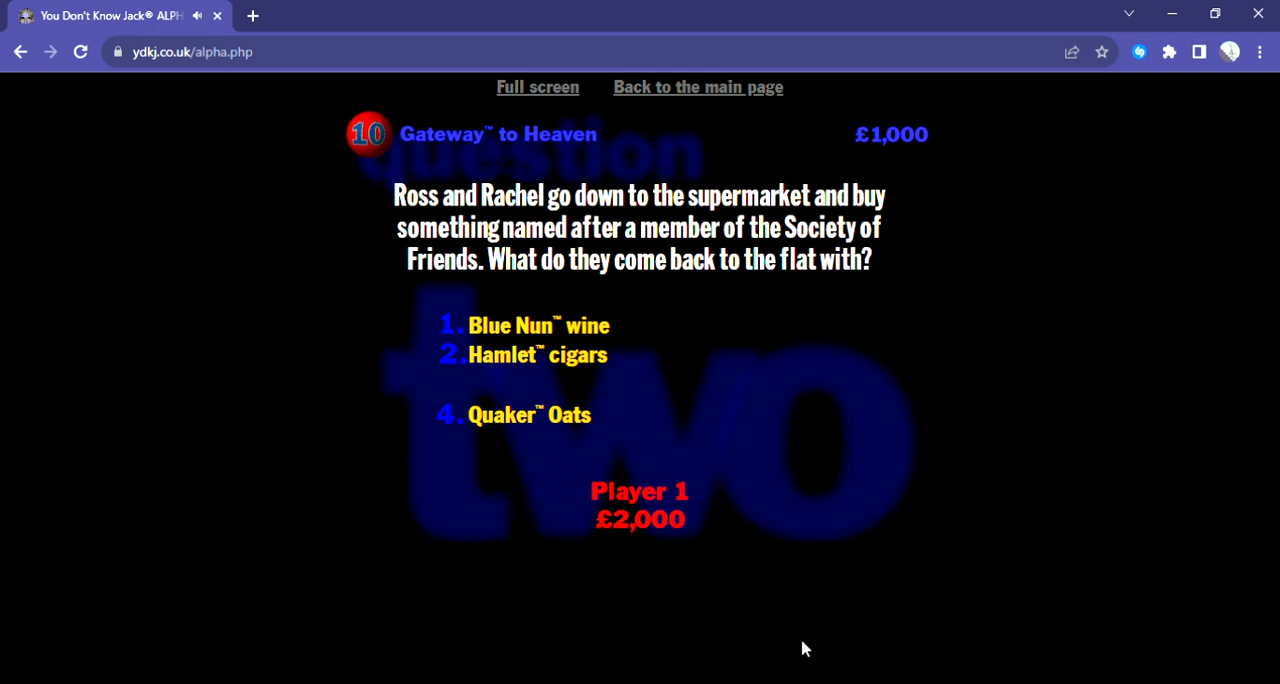 You Don't Know Jack® ALPH
ydkj.co.uk/alpha.php
Full screen Back to the main page
question
10 Gateway™ to Heaven £1,000
Ross and Rachel go down to the supermarket and buy
something named after a member of the Society of
Friends. What do they come back to the flat with?
two
1. Blue Nun™ wine
2. Hamlet™ cigars
4. Quaker™ Oats
Player 1
£2,000